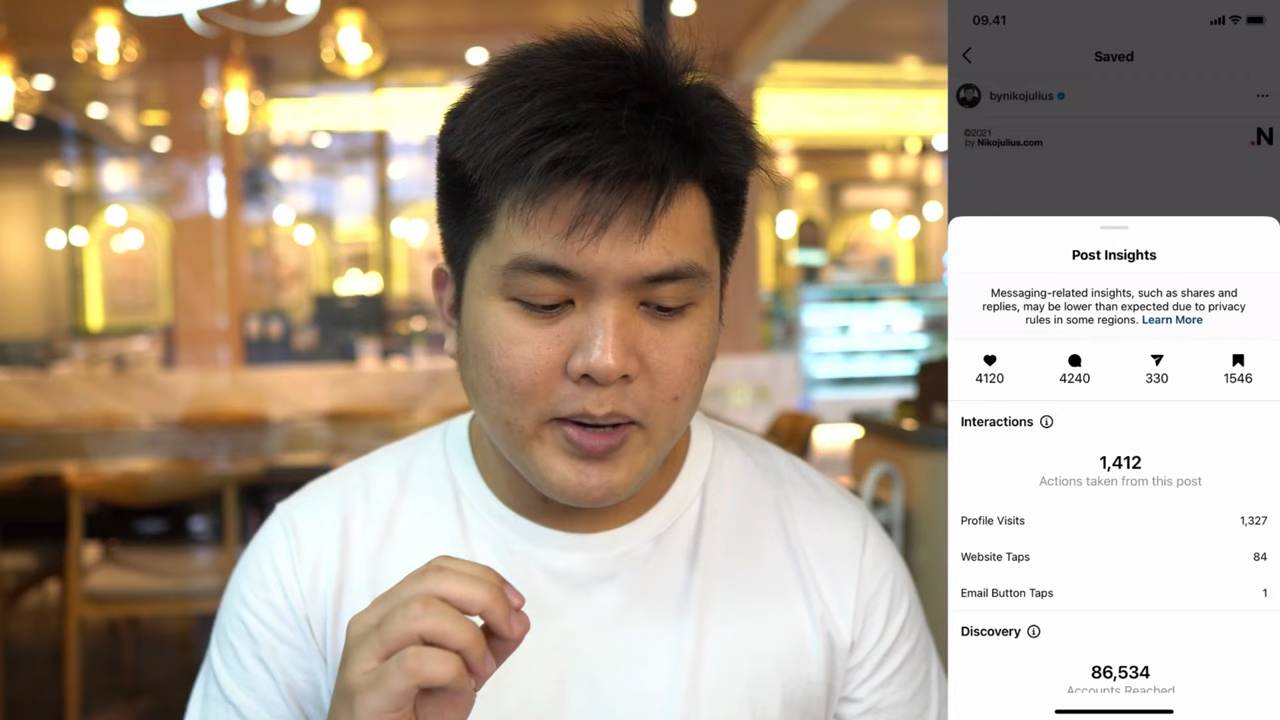 09.41
Saved
bynikojulius
©2021
by Nikojulius.com
.N
Post Insights
Messaging-related insights, such as shares and
replies, may be lower than expected due to privacy
rules in some regions. Learn More
4120 4240 330 1546
Interactions
1,412
Actions taken from this post
Profile Visits 1,327
Website Taps 84
Email Button Taps 1
Discovery
86,534
Accounts Reached